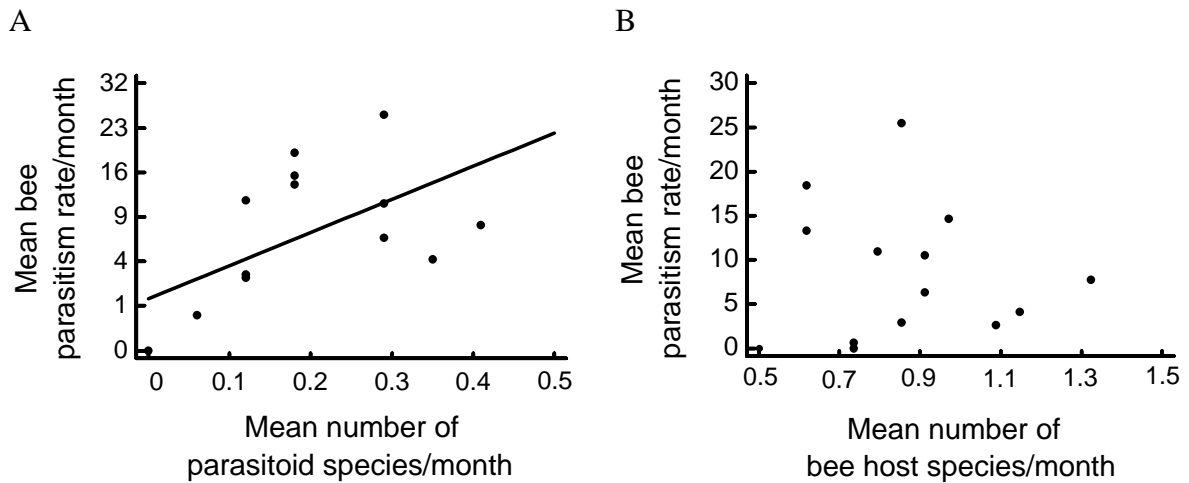 A
32
23
16
9
4
1
0
Mean bee
parasitism rate/month
0 0.1 0.2 0.3 0.4 0.5
Mean number of
parasitoid species/month
B
30
25
20
15
10
5
0
Mean bee
parasitism rate/month
0.5 0.7 0.9 1.1 1.3 1.5
Mean number of
bee host species/month